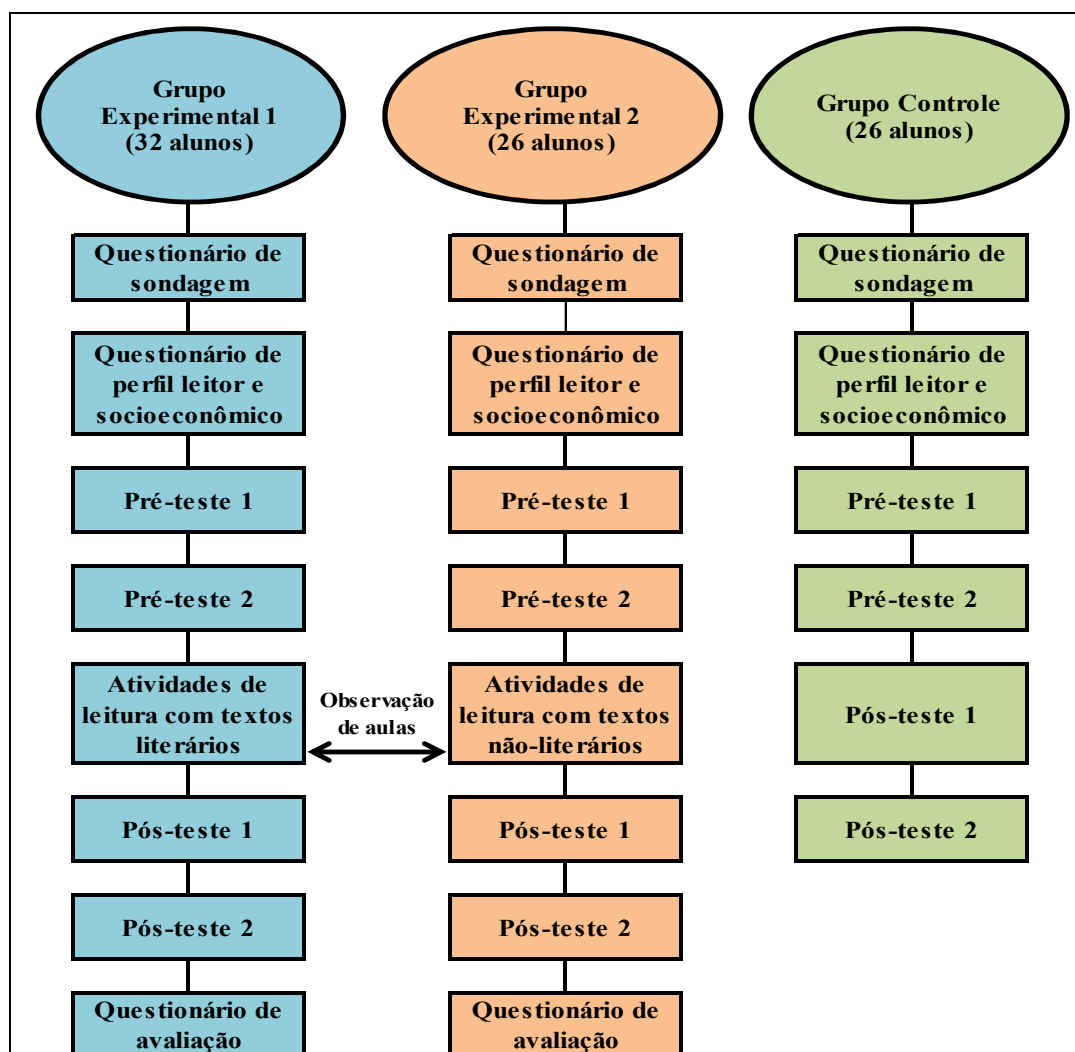 Grupo
Experimental 1
(32 alunos)
Questionário de
sondagem
Questionário de
perfil leitor e
socioeconômico
Pré-teste 1
Pré-teste 2
Atividades de
leitura com textos
literários
Pós-teste 1
Pós-teste 2
Questionário de
avaliação
Observação
de aulas
Grupo
Experimental 2
(26 alunos)
Questionário de
sondagem
Questionário de
perfil leitor e
socioeconômico
Pré-teste 1
Pré-teste 2
Atividades de
leitura com textos
não-literários
Pós-teste 1
Pós-teste 2
Questionário de
avaliação
Grupo Controle
(26 alunos)
Questionário de
sondagem
Questionário de
perfil leitor e
socioeconômico
Pré-teste 1
Pré-teste 2
Pós-teste 1
Pós-teste 2